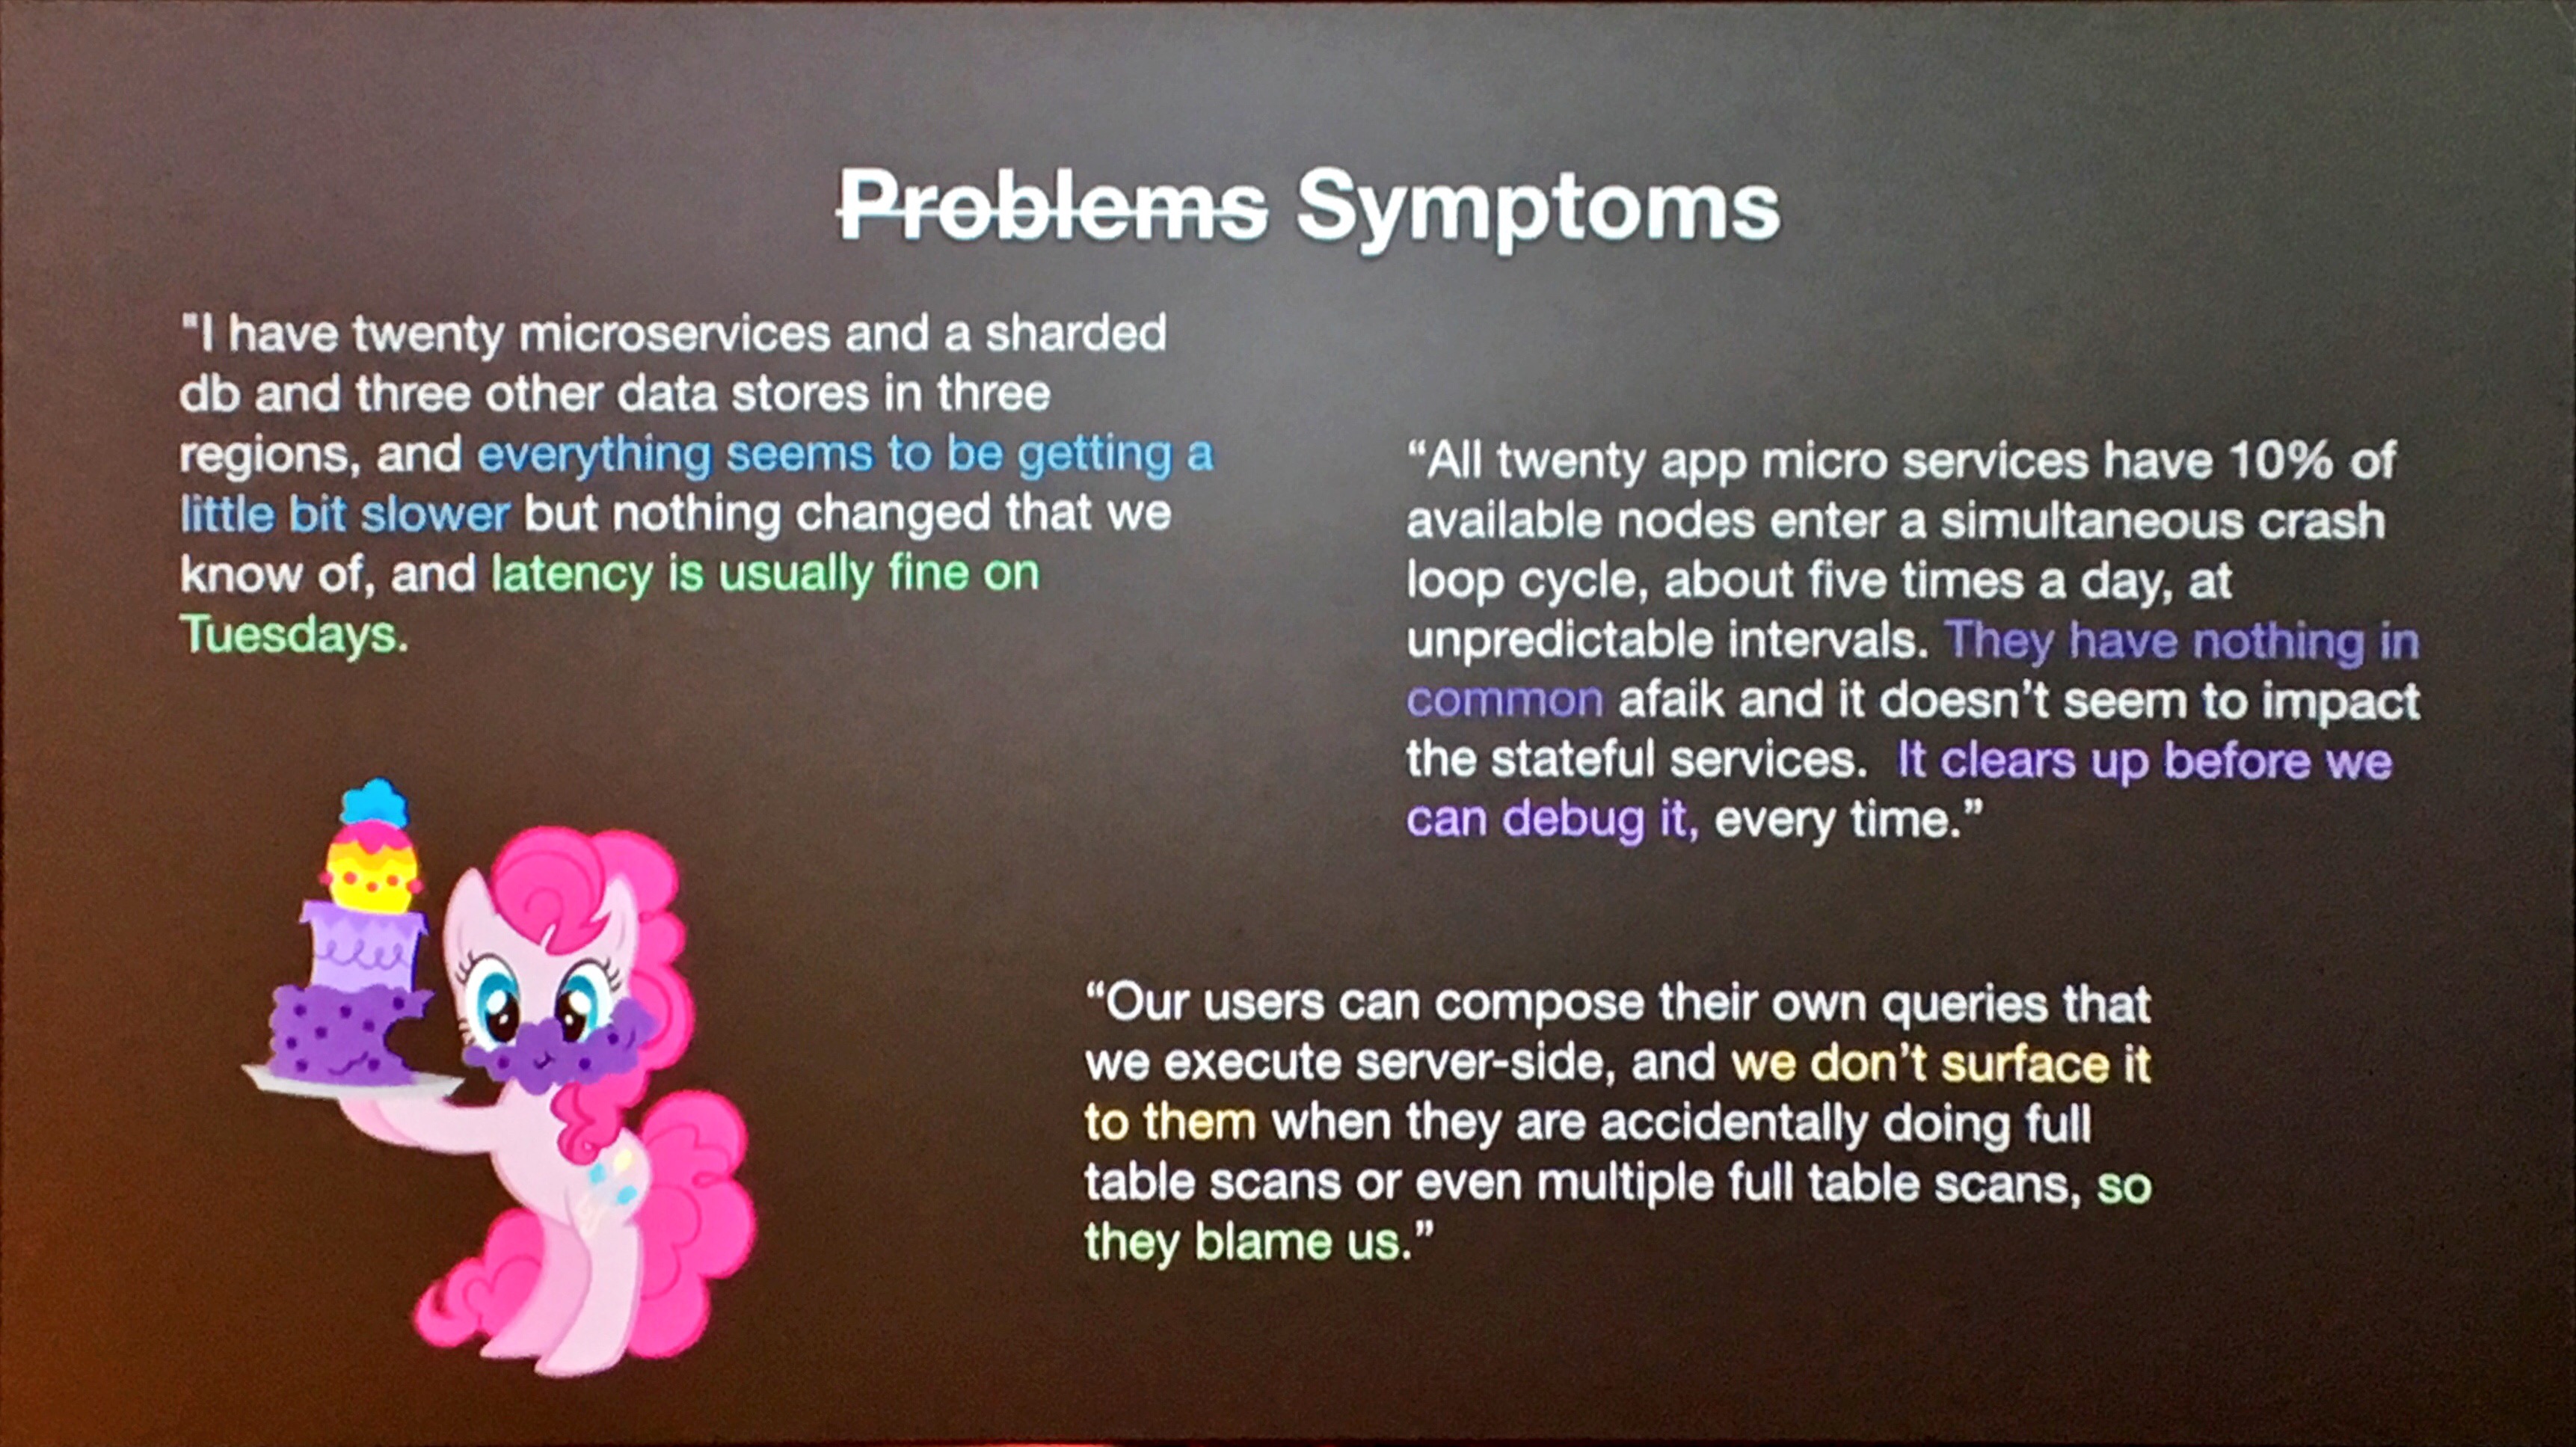 Problems Symptoms
"I have twenty microservices and a sharded
db and three other data stores in three
regions, and everything seems to be getting a
little bit slower but nothing changed that we
know of, and latency is usually fine on
Tuesdays.
“All twenty app micro services have 10% of
available nodes enter a simultaneous crash
loop cycle, about five times a day, at
unpredictable intervals. They have nothing in
common afaik and it doesn’t seem to impact
the stateful services.  It clears up before we
can debug it, every time.”
“Our users can compose their own queries that
we execute server-side, and we don’t surface it
to them when they are accidentally doing full
table scans or even multiple full table scans, so
they blame us.”